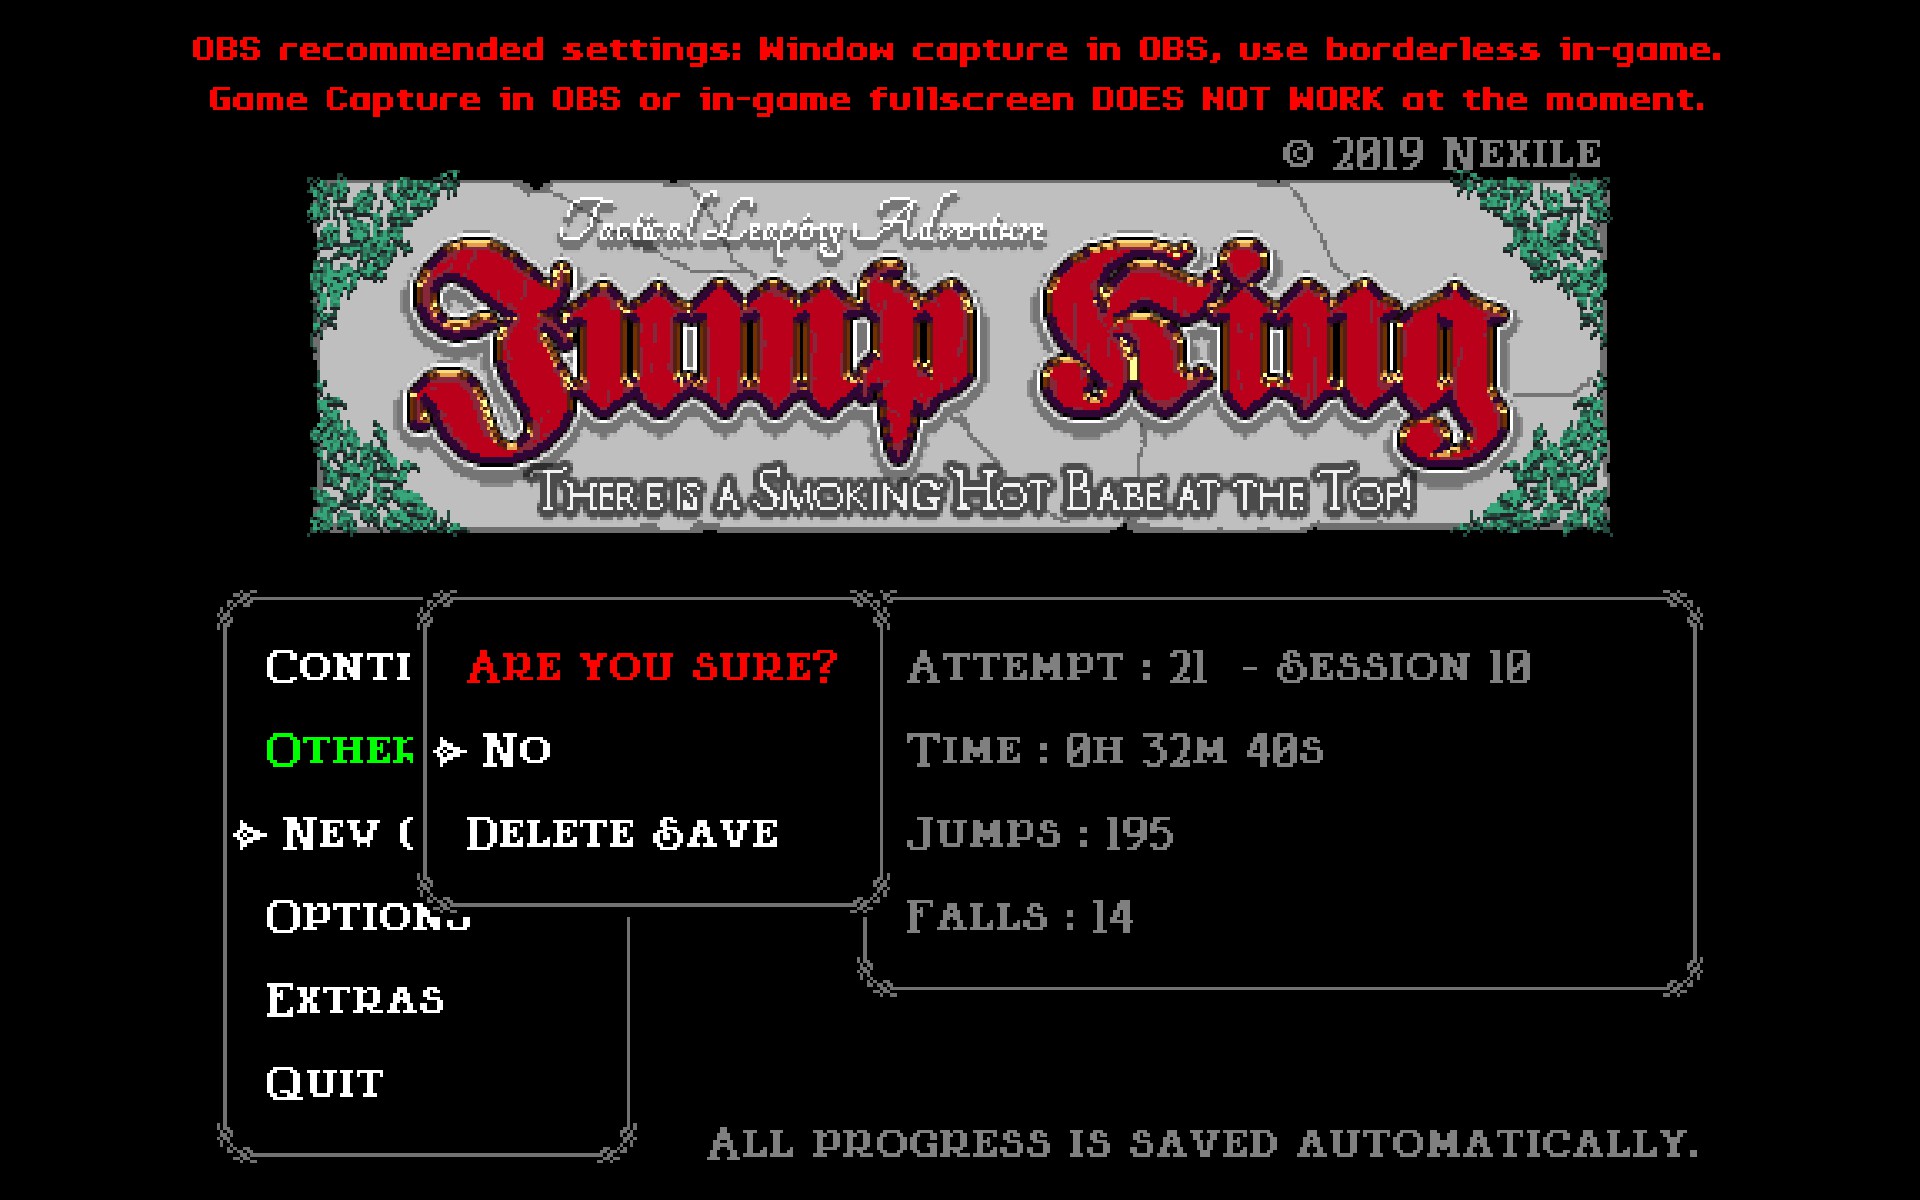 OBS recommended settings: Window capture in OBS, use borderless in-game.
Game Capture in OBS or in-game fullscreen DOES NOT WORK at the moment.
© 2019 Nexile
Tactical Leaping Adventure
Jump King
There is a Smoking Hot Babe at the Top!
Conti
Other
New (
Options
Extras
Quit
Are you sure?
No
Delete Save
Attempt : 21 - Session 10
Time : 0h 32m 40s
Jumps : 195
Falls : 14
All progress is saved automatically.